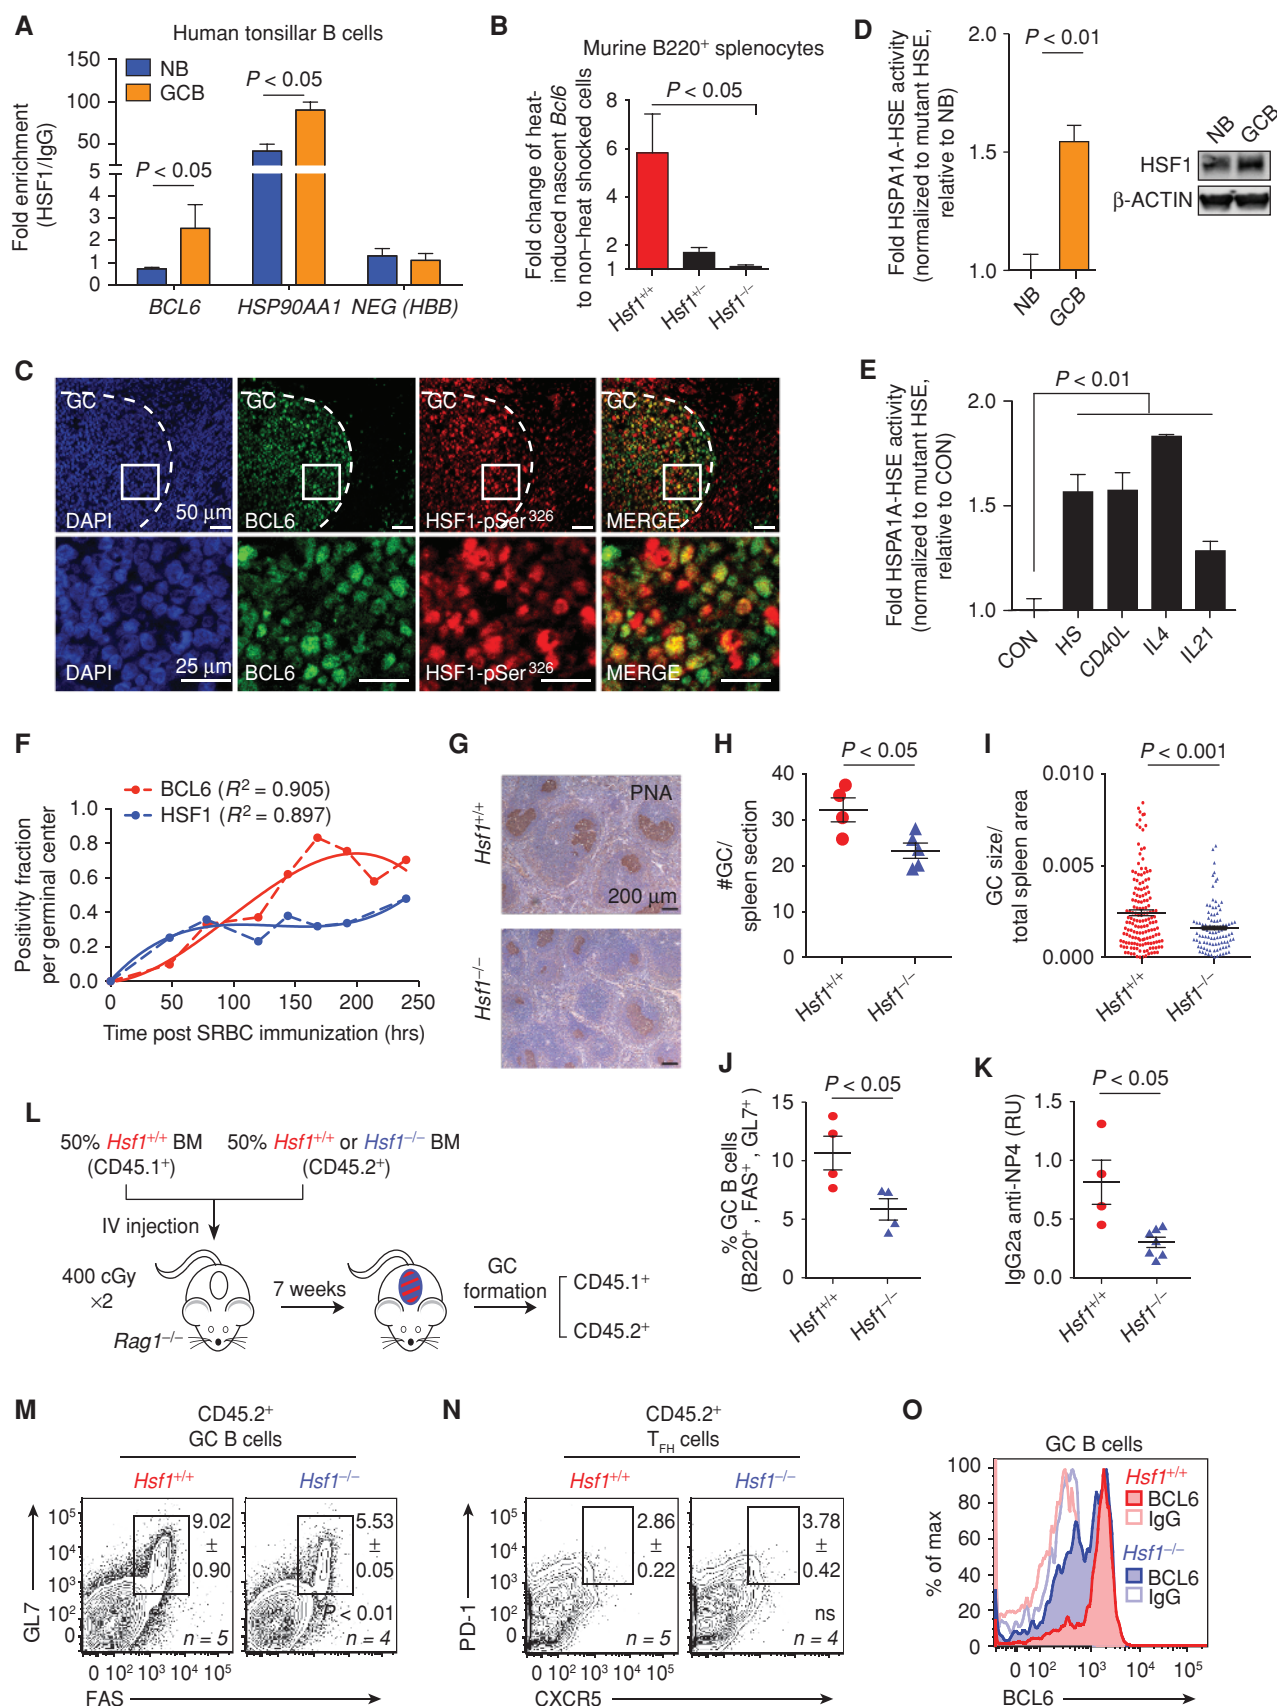 A
Human tonsillar B cells
Fold enrichment
(HSF1/IgG)
150
100
50
5
4
3
2
1
0
NB
GCB
P < 0.05
P < 0.05
BCL6
HSP90AA1
NEG (HBB)
B
Murine B220+ splenocytes
Fold change of heat-
induced nascent Bcl6
to non–heat shocked cells
8
6
4
2
1
P < 0.05
Hsf1+/+
Hsf1+/−
Hsf1−/−
D
Fold HSPA1A-HSE activity
(normalized to mutant HSE,
relative to NB)
2.0
1.5
1.0
P < 0.01
NB
GCB
NB
GCB
HSF1
β-ACTIN
C
GC
GC
GC
GC
DAPI
50 μm
BCL6
HSF1-pSer326
MERGE
DAPI
25 μm
BCL6
HSF1-pSer326
MERGE
E
Fold HSPA1A-HSE activity
(normalized to mutant HSE,
relative to CON)
2.0
1.5
1.0
P < 0.01
CON
HS
CD40L
IL4
IL21
F
BCL6 (R2 = 0.905)
HSF1 (R2 = 0.897)
Positivity fraction
per germinal center
1.0
0.8
0.6
0.4
0.2
0.0
0
50
100
150
200
250
Time post SRBC immunization (hrs)
G
Hsf1+/+
PNA
200 μm
Hsf1−/−
H
P < 0.05
#GC/
spleen section
40
30
20
10
0
Hsf1+/+
Hsf1−/−
I
P < 0.001
GC size/
total spleen area
0.010
0.005
0.000
Hsf1+/+
Hsf1−/−
J
P < 0.05
% GC B cells
(B220+, FAS+, GL7+)
15
10
5
0
Hsf1+/+
Hsf1−/−
K
P < 0.05
IgG2a anti-NP4 (RU)
1.5
1.0
0.5
0.0
Hsf1+/+
Hsf1−/−
L
50% Hsf1+/+ BM
(CD45.1+)
50% Hsf1+/+ or Hsf1−/− BM
(CD45.2+)
IV injection
400 cGy
×2
Rag1−/−
7 weeks
GC
formation
CD45.1+
CD45.2+
M
CD45.2+
GC B cells
Hsf1+/+
Hsf1−/−
GL7
105
104
103
102
0
9.02
±
0.90
n = 5
5.53
±
0.05
P < 0.01
n = 4
0 102 103 104 105
0 102 103 104 105
FAS
N
CD45.2+
TFH cells
Hsf1+/+
Hsf1−/−
PD-1
105
104
103
102
0
2.86
±
0.22
n = 5
3.78
±
0.42
ns
n = 4
0 102 103 104 105
0 102 103 104 105
CXCR5
O
GC B cells
% of max
100
80
60
40
20
0
Hsf1+/+
BCL6
IgG
Hsf1−/−
BCL6
IgG
0 102 103 104 105
BCL6